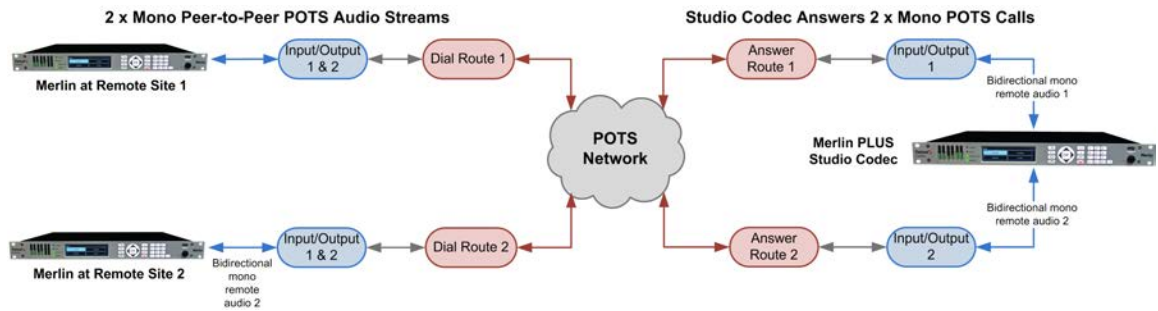 2 x Mono Peer-to-Peer POTS Audio Streams
Studio Codec Answers 2 x Mono POTS Calls
Merlin at Remote Site 1
Input/Output
1 & 2
Dial Route 1
POTS
Network
Answer
Route 1
Input/Output
1
Bidirectional mono
remote audio 1
Merlin PLUS
Studio Codec
Merlin at Remote Site 2
Bidirectional
mono
remote
audio 2
Input/Output
1 & 2
Dial Route 2
Answer
Route 2
Input/Output
2
Bidirectional mono
remote audio 2